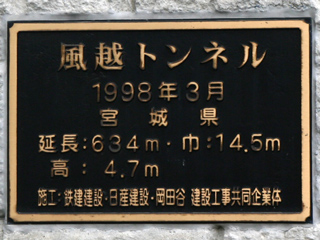 風越トンネル
1998年3月
宮城県
延長：634m・巾：14.5m
高：4.7m
施工：鉄建建設・日産建設・岡田谷 建設工事共同企業体